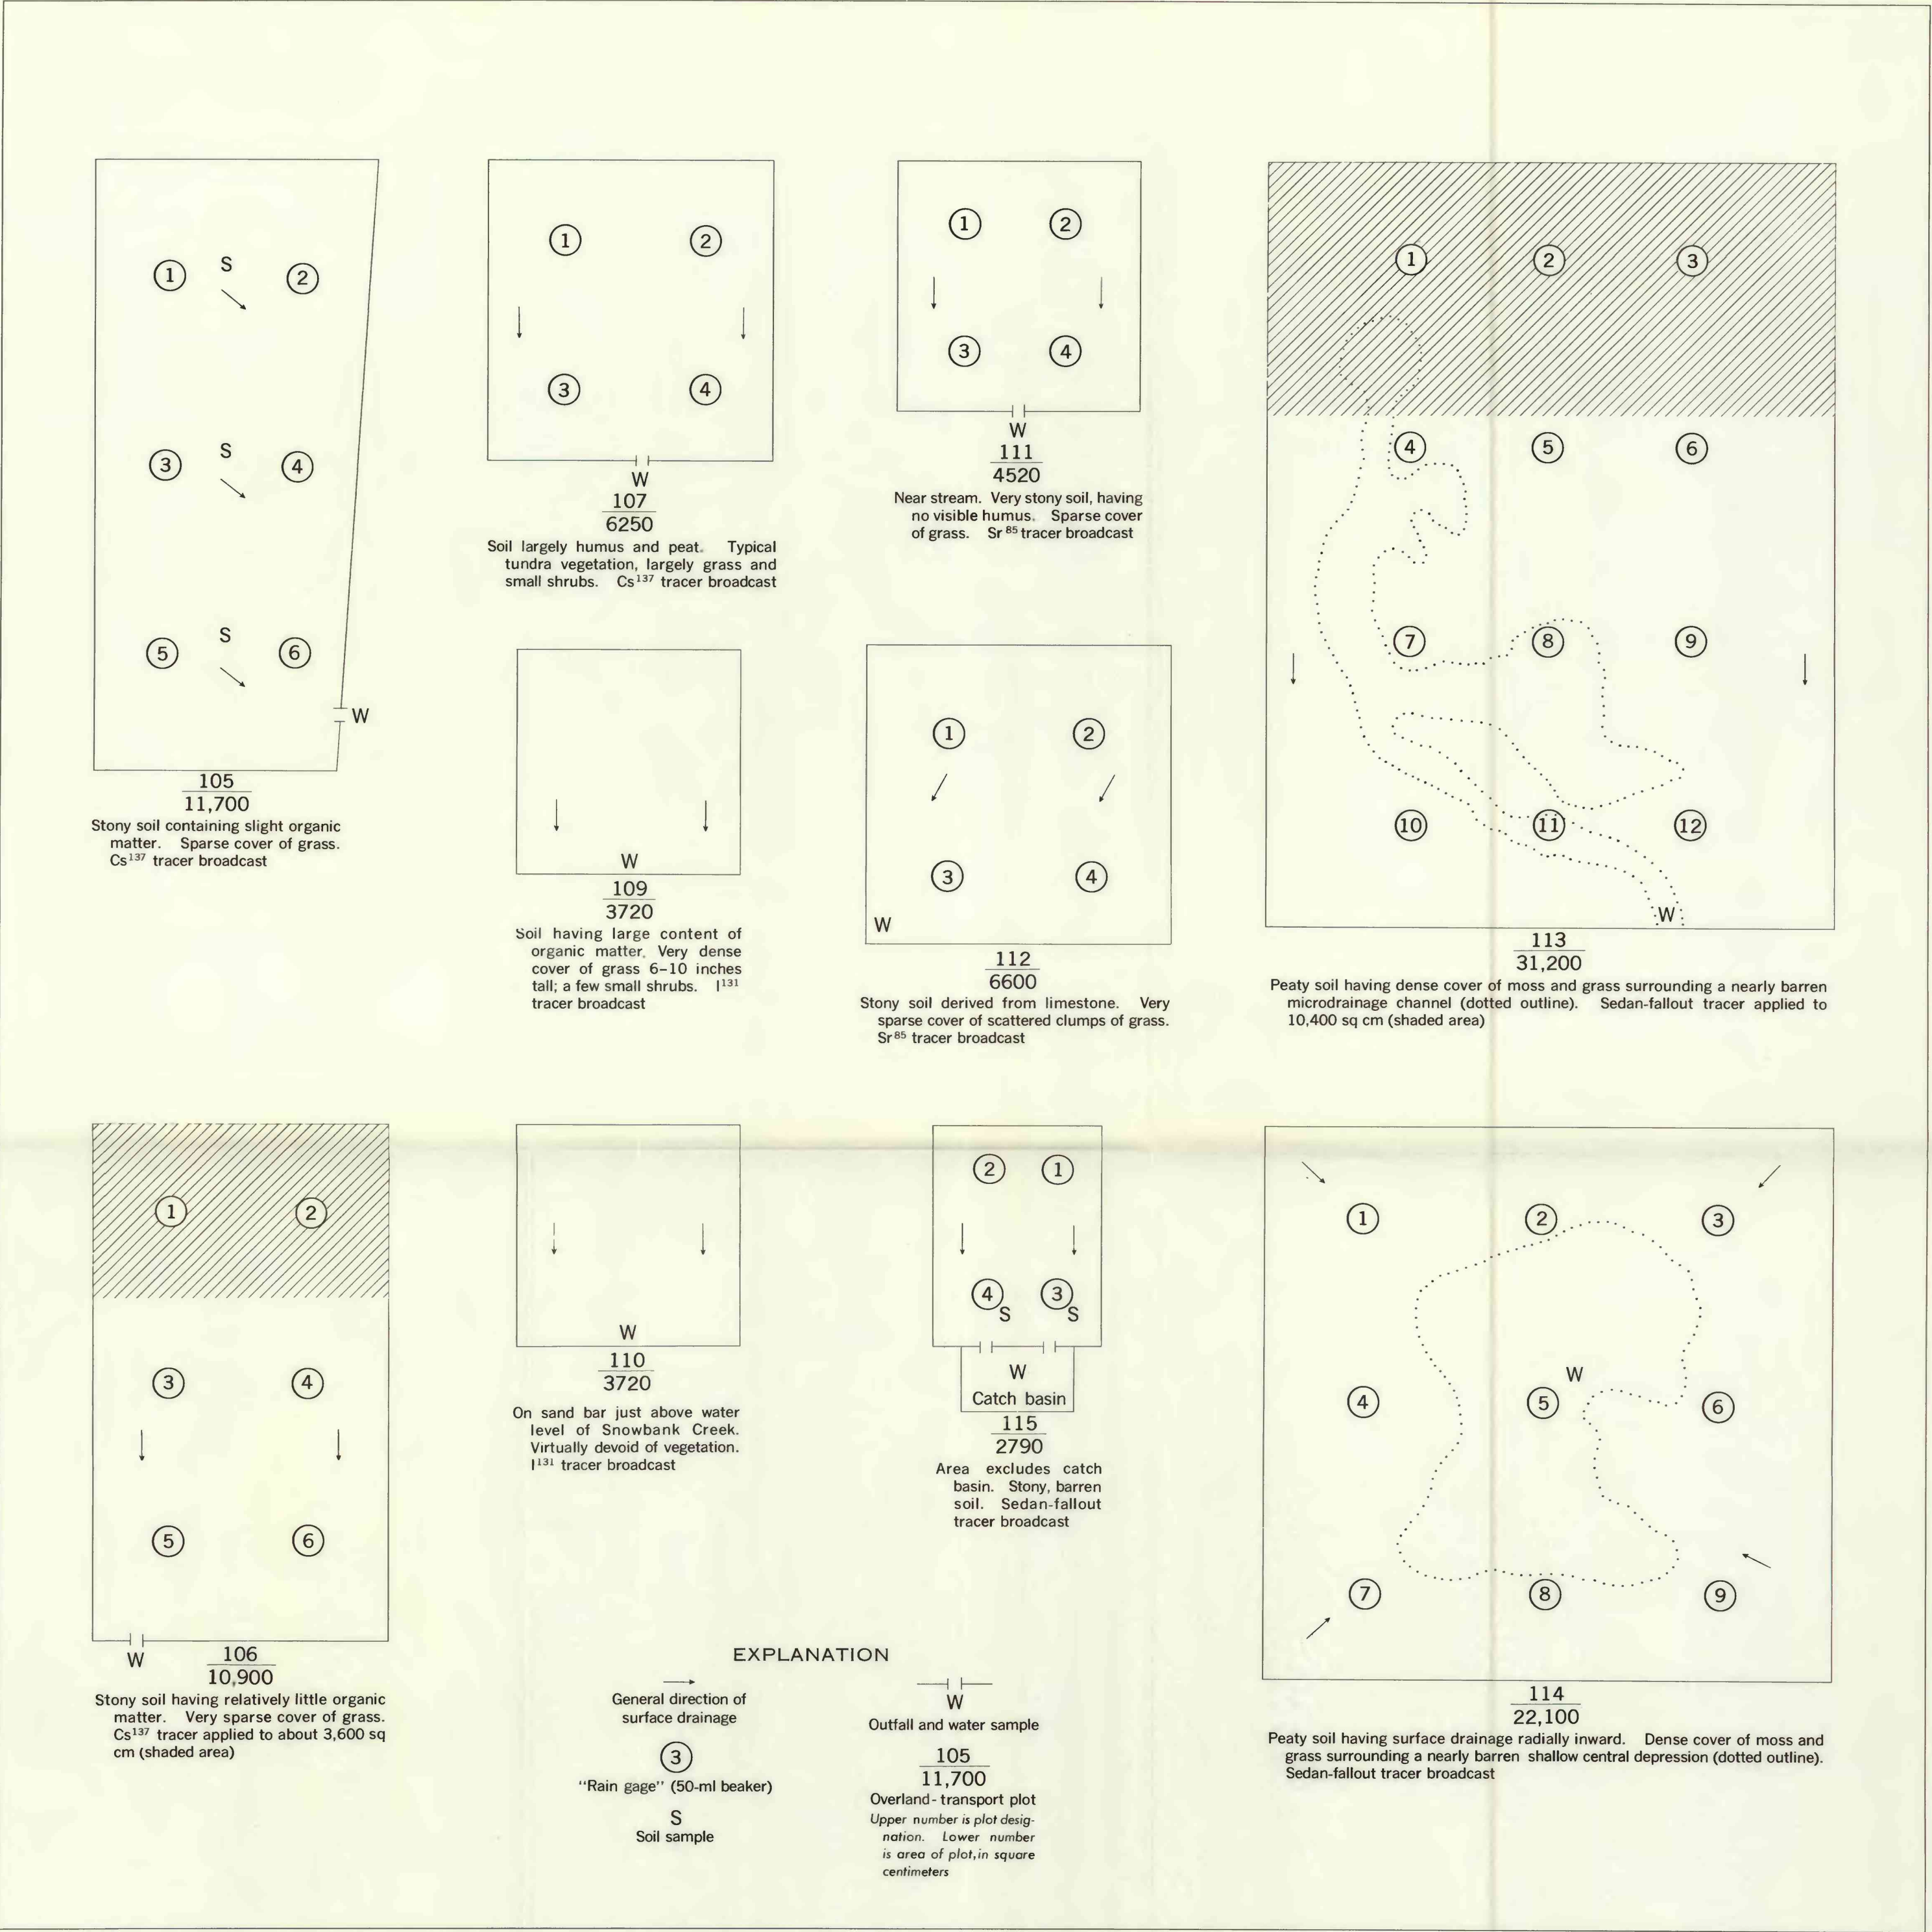 1
S
2
3
S
4
5
S
6
W
105
11,700
Stony soil containing slight organic
matter. Sparse cover of grass.
Cs137 tracer broadcast
1
2
3
4
W
107
6250
Soil largely humus and peat. Typical
tundra vegetation, largely grass and
small shrubs. Cs137 tracer broadcast
W
109
3720
Soil having large content of
organic matter. Very dense
cover of grass 6–10 inches
tall; a few small shrubs. I131
tracer broadcast
1
2
3
4
W
111
4520
Near stream. Very stony soil, having
no visible humus. Sparse cover
of grass. Sr85 tracer broadcast
1
2
3
4
W
112
6600
Stony soil derived from limestone. Very
sparse cover of scattered clumps of grass.
Sr85 tracer broadcast
1
2
3
4
5
6
7
8
9
10
11
12
W
113
31,200
Peaty soil having dense cover of moss and grass surrounding a nearly barren
microdrainage channel (dotted outline). Sedan-fallout tracer applied to
10,400 sq cm (shaded area)
1
2
3
4
5
6
W
106
10,900
Stony soil having relatively little organic
matter. Very sparse cover of grass.
Cs137 tracer applied to about 3,600 sq
cm (shaded area)
W
110
3720
On sand bar just above water
level of Snowbank Creek.
Virtually devoid of vegetation.
I131 tracer broadcast
2
1
4
3
S
S
W
Catch basin
115
2790
Area excludes catch
basin. Stony, barren
soil. Sedan-fallout
tracer broadcast
1
2
3
4
5
W
6
7
8
9
114
22,100
Peaty soil having surface drainage radially inward. Dense cover of moss and
grass surrounding a nearly barren shallow central depression (dotted outline).
Sedan-fallout tracer broadcast
EXPLANATION
General direction of
surface drainage
3
"Rain gage" (50-ml beaker)
S
Soil sample
W
Outfall and water sample
105
11,700
Overland-transport plot
Upper number is plot desig-
nation. Lower number
is area of plot, in square
centimeters